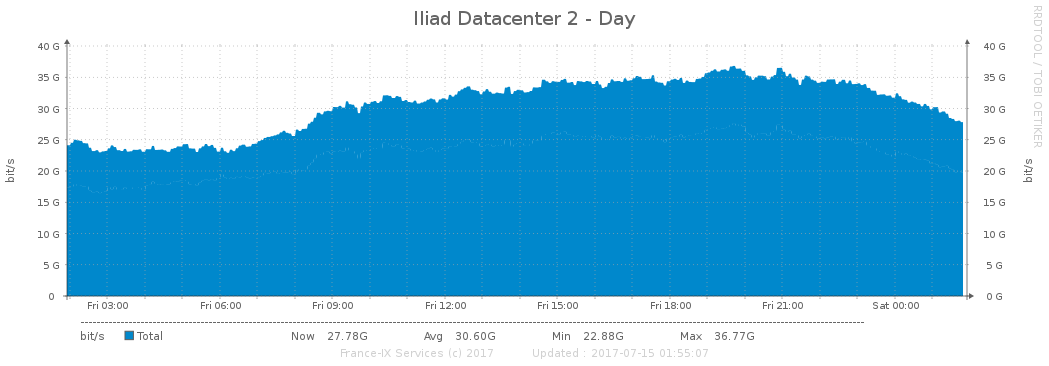 Iliad Datacenter 2 - Day
RRDTOOL / TOBI OETIKER
40 G 40 G
35 G 35 G
30 G 30 G
25 G 25 G
20 G 20 G
15 G 15 G
10 G 10 G
5 G 5 G
0 0 G
bit/s bit/s
Fri 03:00 Fri 06:00 Fri 09:00 Fri 12:00 Fri 15:00 Fri 18:00 Fri 21:00 Sat 00:00
bit/s Total Now 27.78G Avg 30.60G Min 22.88G Max 36.77G
France-IX Services (c) 2017 Updated : 2017-07-15 01:55:07